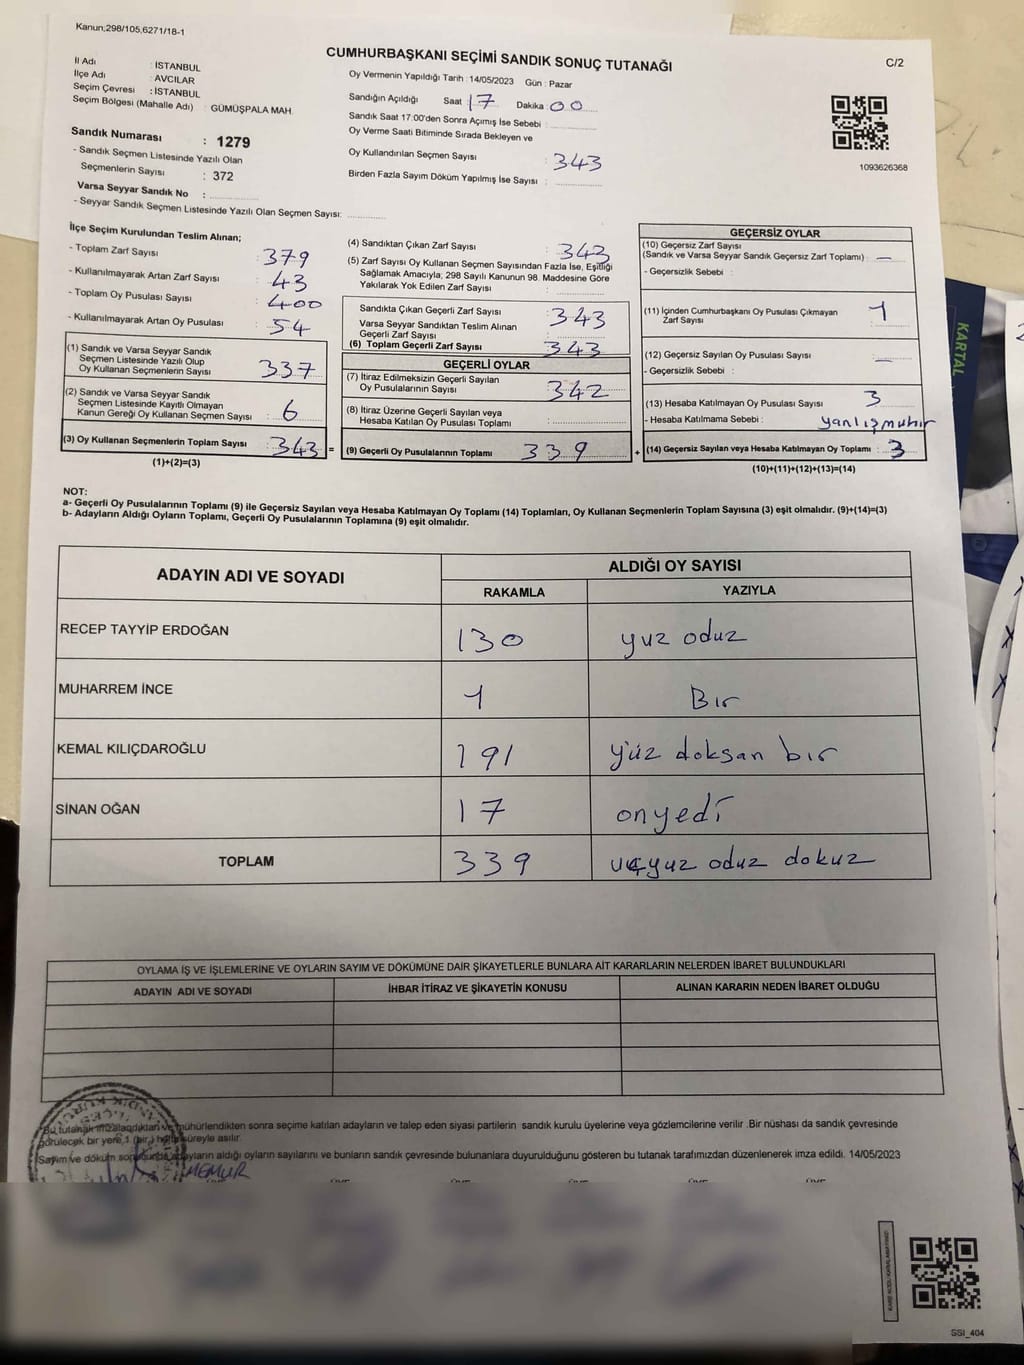 Kanun;298/105,6271/18-1
CUMHURBAŞKANI SEÇİMİ SANDIK SONUÇ TUTANAĞI
C/2
İl Adı : İSTANBUL
İlçe Adı : AVCILAR
Seçim Çevresi : İSTANBUL
Seçim Bölgesi (Mahalle Adı) : GÜMÜŞPALA MAH.
Sandık Numarası : 1279
- Sandık Seçmen Listesinde Yazılı Olan
Seçmenlerin Sayısı : 372
Varsa Seyyar Sandık No :
- Seyyar Sandık Seçmen Listesinde Yazılı Olan Seçmen Sayısı:
Oy Vermenin Yapıldığı Tarih : 14/05/2023 Gün : Pazar
Sandığın Açıldığı Saat : 17 Dakika : 00
Sandık Saat 17.00'den Sonra Açımış İse Sebebi :
Oy Verme Saati Bitiminde Sırada Bekleyen ve
Oy Kullandırılan Seçmen Sayısı : 343
Birden Fazla Sayım Döküm Yapılmış İse Sayısı :
1093626368
İlçe Seçim Kurulundan Teslim Alınan;
- Toplam Zarf Sayısı : 379
- Kullanılmayarak Artan Zarf Sayısı : 43
- Toplam Oy Pusulası Sayısı : 400
- Kullanılmayarak Artan Oy Pusulası : 54
(1) Sandık ve Varsa Seyyar Sandık
Seçmen Listesinde Yazılı Olup
Oy Kullanan Seçmenlerin Sayısı : 337
(2) Sandık ve Varsa Seyyar Sandık
Seçmen Listesinde Kayıtlı Olmayan
Kanun Gereği Oy Kullanan Seçmen Sayısı : 6
(3) Oy Kullanan Seçmenlerin Toplam Sayısı : 343 =
(1)+(2)=(3)
(4) Sandıktan Çıkan Zarf Sayısı : 343
(5) Zarf Sayısı Oy Kullanan Seçmen Sayısından Fazla İse, Eşitliği
Sağlamak Amacıyla; 298 Sayılı Kanunun 98. Maddesine Göre
Yakılarak Yok Edilen Zarf Sayısı :
Sandıkta Çıkan Geçerli Zarf Sayısı : 343
Varsa Seyyar Sandıktan Teslim Alınan
Geçerli Zarf Sayısı :
(6) Toplam Geçerli Zarf Sayısı : 343
GEÇERLİ OYLAR
(7) İtiraz Edilmeksizin Geçerli Sayılan
Oy Pusulalarının Sayısı : 342
(8) İtiraz Üzerine Geçerli Sayılan veya
Hesaba Katılan Oy Pusulası Toplamı :
(9) Geçerli Oy Pusulalarının Toplamı : 339 +
GEÇERSİZ OYLAR
(10) Geçersiz Zarf Sayısı
(Sandık ve Varsa Seyyar Sandık Geçersiz Zarf Toplamı) : —
- Geçersizlik Sebebi :
(11) İçinden Cumhurbaşkanı Oy Pusulası Çıkmayan
Zarf Sayısı : 1
(12) Geçersiz Sayılan Oy Pusulası Sayısı : —
- Geçersizlik Sebebi :
(13) Hesaba Katılmayan Oy Pusulası Sayısı : 3
- Hesaba Katılmama Sebebi : yanlış mühür
(14) Geçersiz Sayılan veya Hesaba Katılmayan Oy Toplamı : 3
(10)+(11)+(12)+(13)=(14)
NOT:
a- Geçerli Oy Pusulalarının Toplamı (9) ile Geçersiz Sayılan veya Hesaba Katılmayan Oy Toplamı (14) Toplamları, Oy Kullanan Seçmenlerin Toplam Sayısına (3) eşit olmalıdır. (9)+(14)=(3)
b- Adayların Aldığı Oyların Toplamı, Geçerli Oy Pusulalarının Toplamına (9) eşit olmalıdır.
ADAYIN ADI VE SOYADI ALDIĞI OY SAYISI
RAKAMLA YAZIYLA
RECEP TAYYİP ERDOĞAN 130 yuz oduz
MUHARREM İNCE 1 Bır
KEMAL KILIÇDAROĞLU 191 yüz doksan bır
SİNAN OĞAN 17 onyedi
TOPLAM 339 uçyuz oduz dokuz
OYLAMA İŞ VE İŞLEMLERİNE VE OYLARIN SAYIM VE DÖKÜMÜNE DAİR ŞİKAYETLERLE BUNLARA AİT KARARLARIN NELERDEN İBARET BULUNDUKLARI
ADAYIN ADI VE SOYADI İHBAR İTİRAZ VE ŞİKAYETİN KONUSU ALINAN KARARIN NEDEN İBARET OLDUĞU
Bu tutanak imzalandıktan ve mühürlendikten sonra seçime katılan adayların ve talep eden siyasi partilerin sandık kurulu üyelerine veya gözlemcilerine verilir .Bir nüshası da sandık çevresinde
görülecek bir yere 1 (bir) hafta süreyle asılır.
Sayım ve döküm sonucunda adayların aldığı oyların sayılarını ve bunların sandık çevresinde bulunanlara duyurulduğunu gösteren bu tutanak tarafımızdan düzenlenerek imza edildi. 14/05/2023
MEMUR
SSI_404
KARTAL